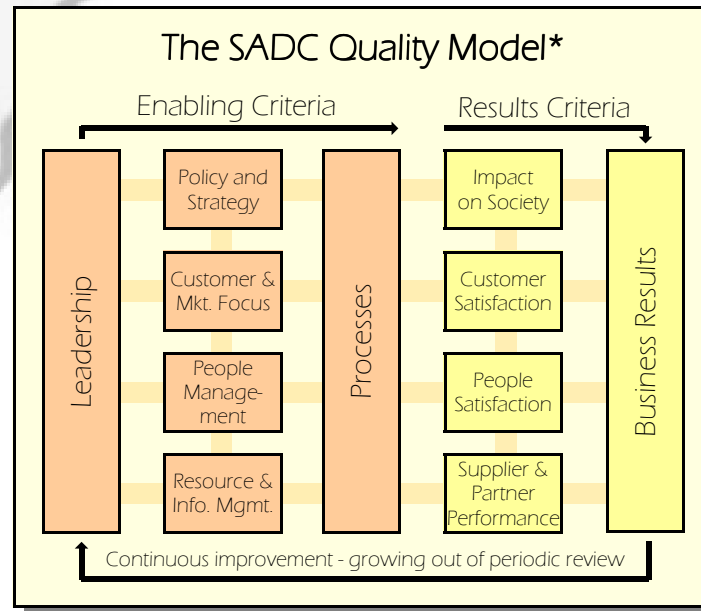 The SADC Quality Model*
Enabling Criteria
Results Criteria
Leadership
Policy and
Strategy
Customer &
Mkt. Focus
People
Manage-
ment
Resource &
Info. Mgmt.
Processes
Impact
on Society
Customer
Satisfaction
People
Satisfaction
Supplier &
Partner
Performance
Business Results
Continuous improvement - growing out of periodic review